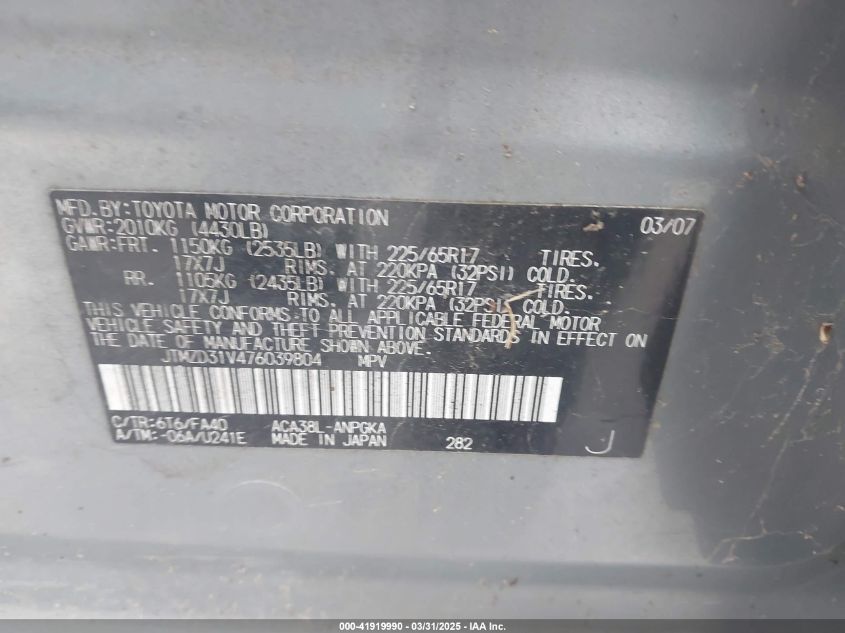 MFD.BY:TOYOTA MOTOR CORPORATION 03/07
GVWR:2010KG (4430LB)
GAWR:FRT. 1150KG (2535LB) WITH 225/65R17 TIRES.
17X7J RIMS. AT 220KPA (32PSI) COLD.
RR. 1105KG (2435LB) WITH 225/65R17 TIRES.
17X7J RIMS. AT 220KPA (32PSI) COLD.
THIS VEHICLE CONFORMS TO ALL APPLICABLE FEDERAL MOTOR
VEHICLE SAFETY AND THEFT PREVENTION STANDARDS IN EFFECT ON
THE DATE OF MANUFACTURE SHOWN ABOVE.
JTMZD31V476039804 MPV
C/TR:6T6/FA40 ACA38L-ANPGKA
A/TM:-06A/U241E MADE IN JAPAN 282 J
000-41919990 - 03/31/2025 - IAA Inc.